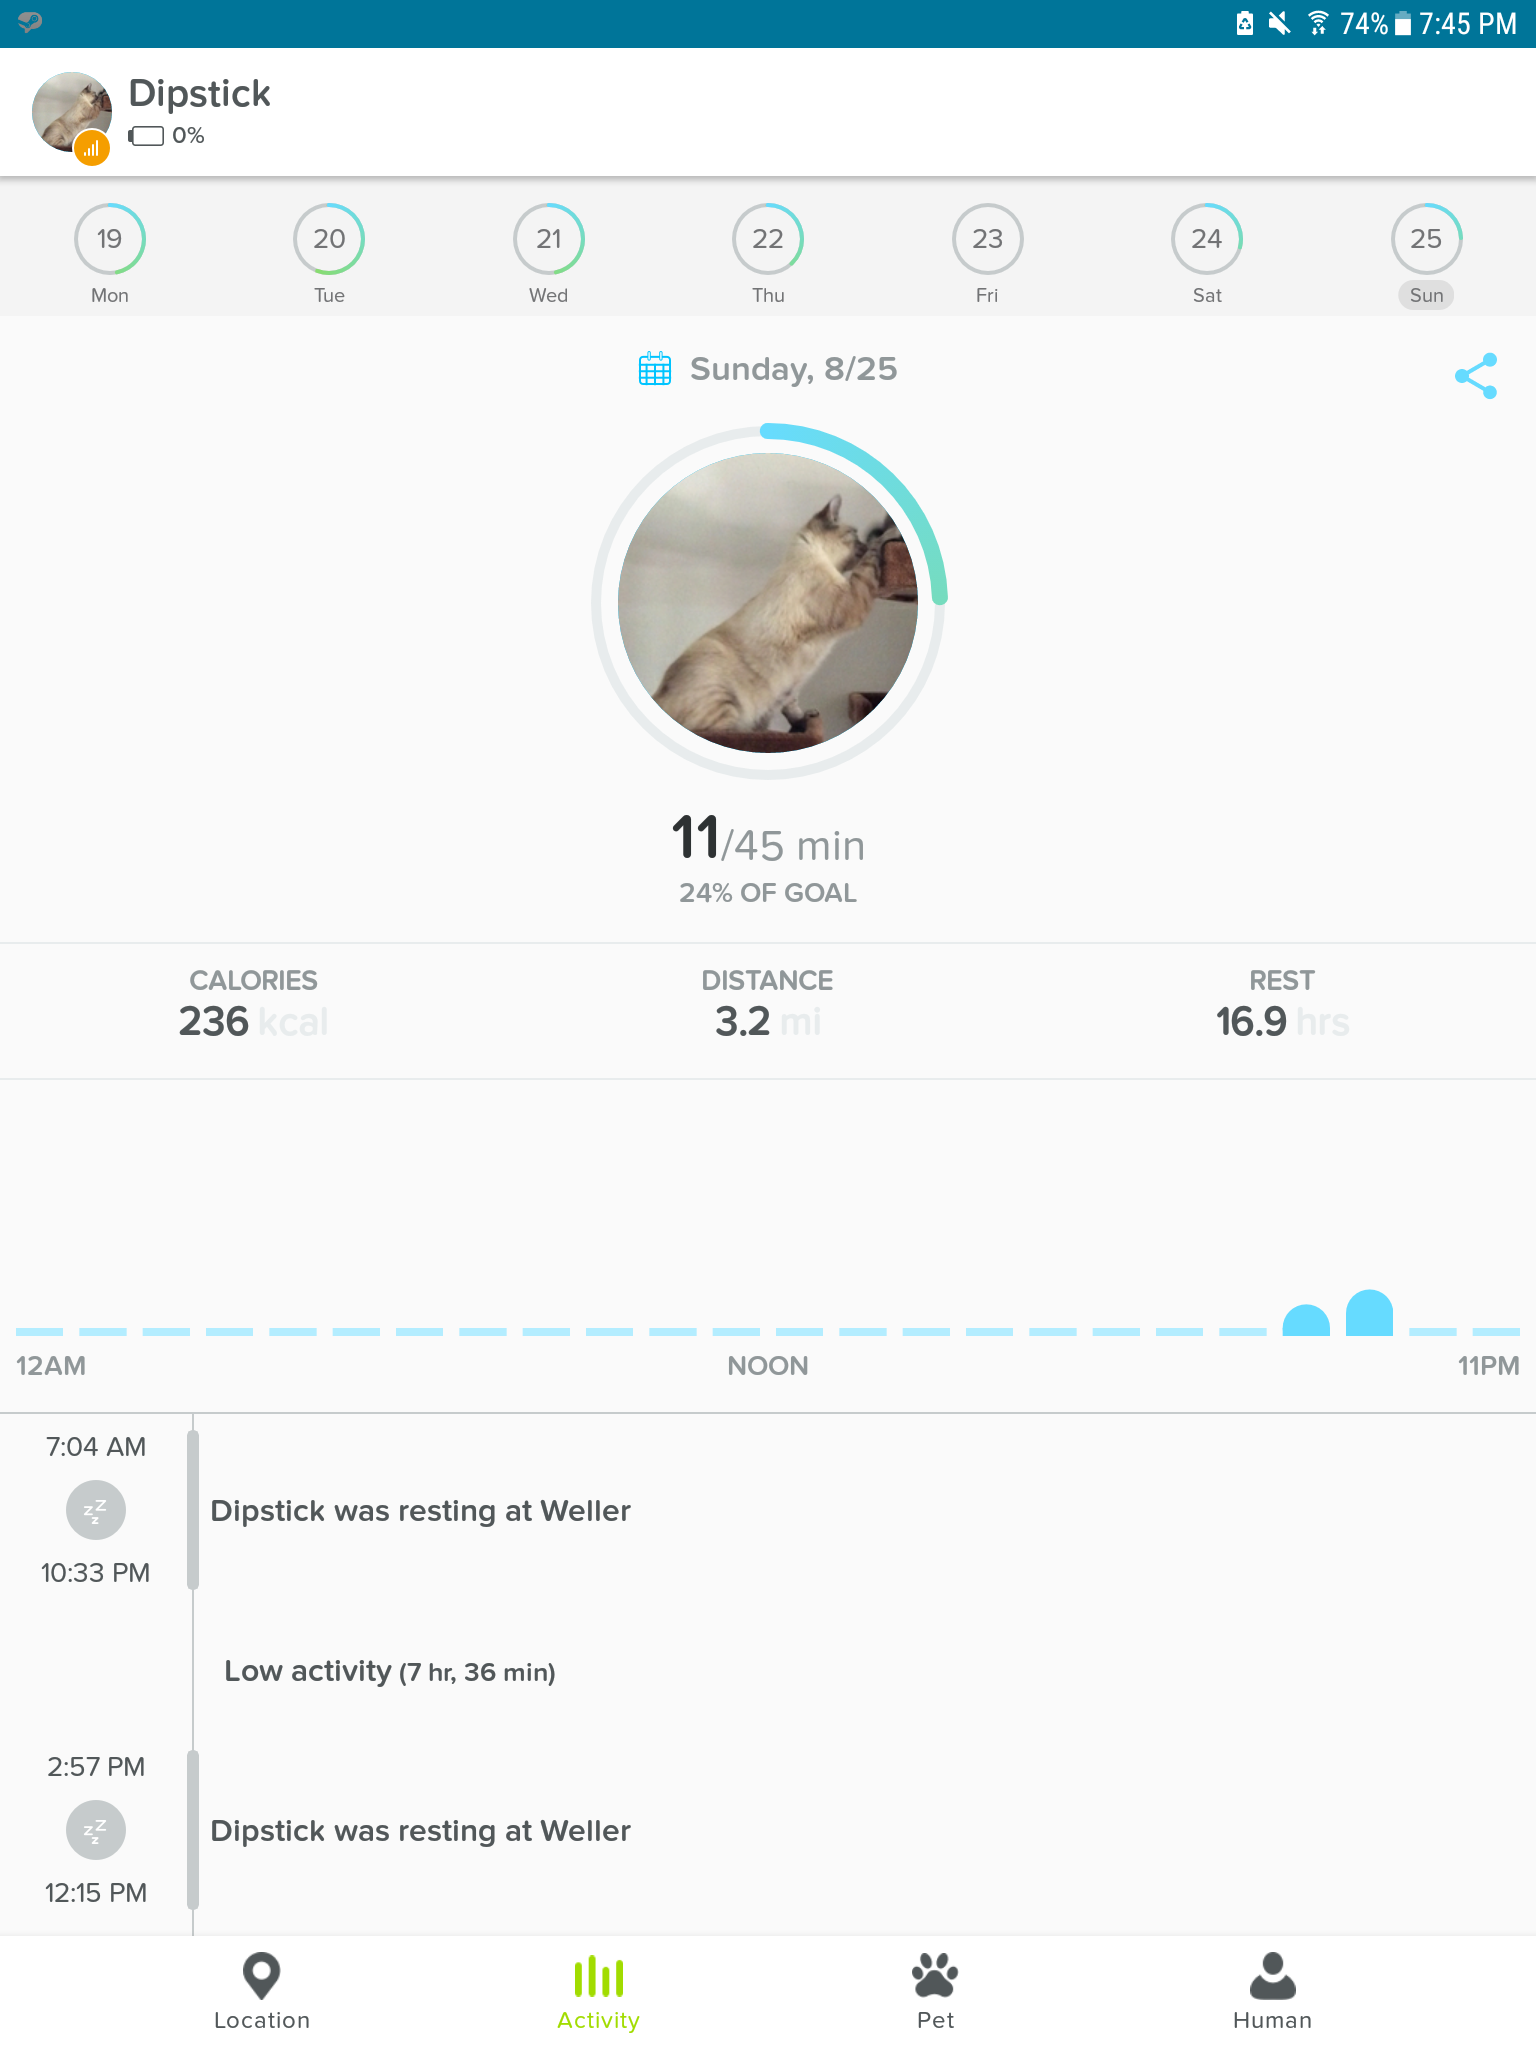 74% 7:45 PM
Dipstick
0%
19 20 21 22 23 24 25
Mon Tue Wed Thu Fri Sat Sun
Sunday, 8/25
11/45 min
24% OF GOAL
CALORIES DISTANCE REST
236 kcal 3.2 mi 16.9 hrs
12AM NOON 11PM
7:04 AM
zZz
Dipstick was resting at Weller
10:33 PM
Low activity (7 hr, 36 min)
2:57 PM
zZz
Dipstick was resting at Weller
12:15 PM
Location Activity Pet Human